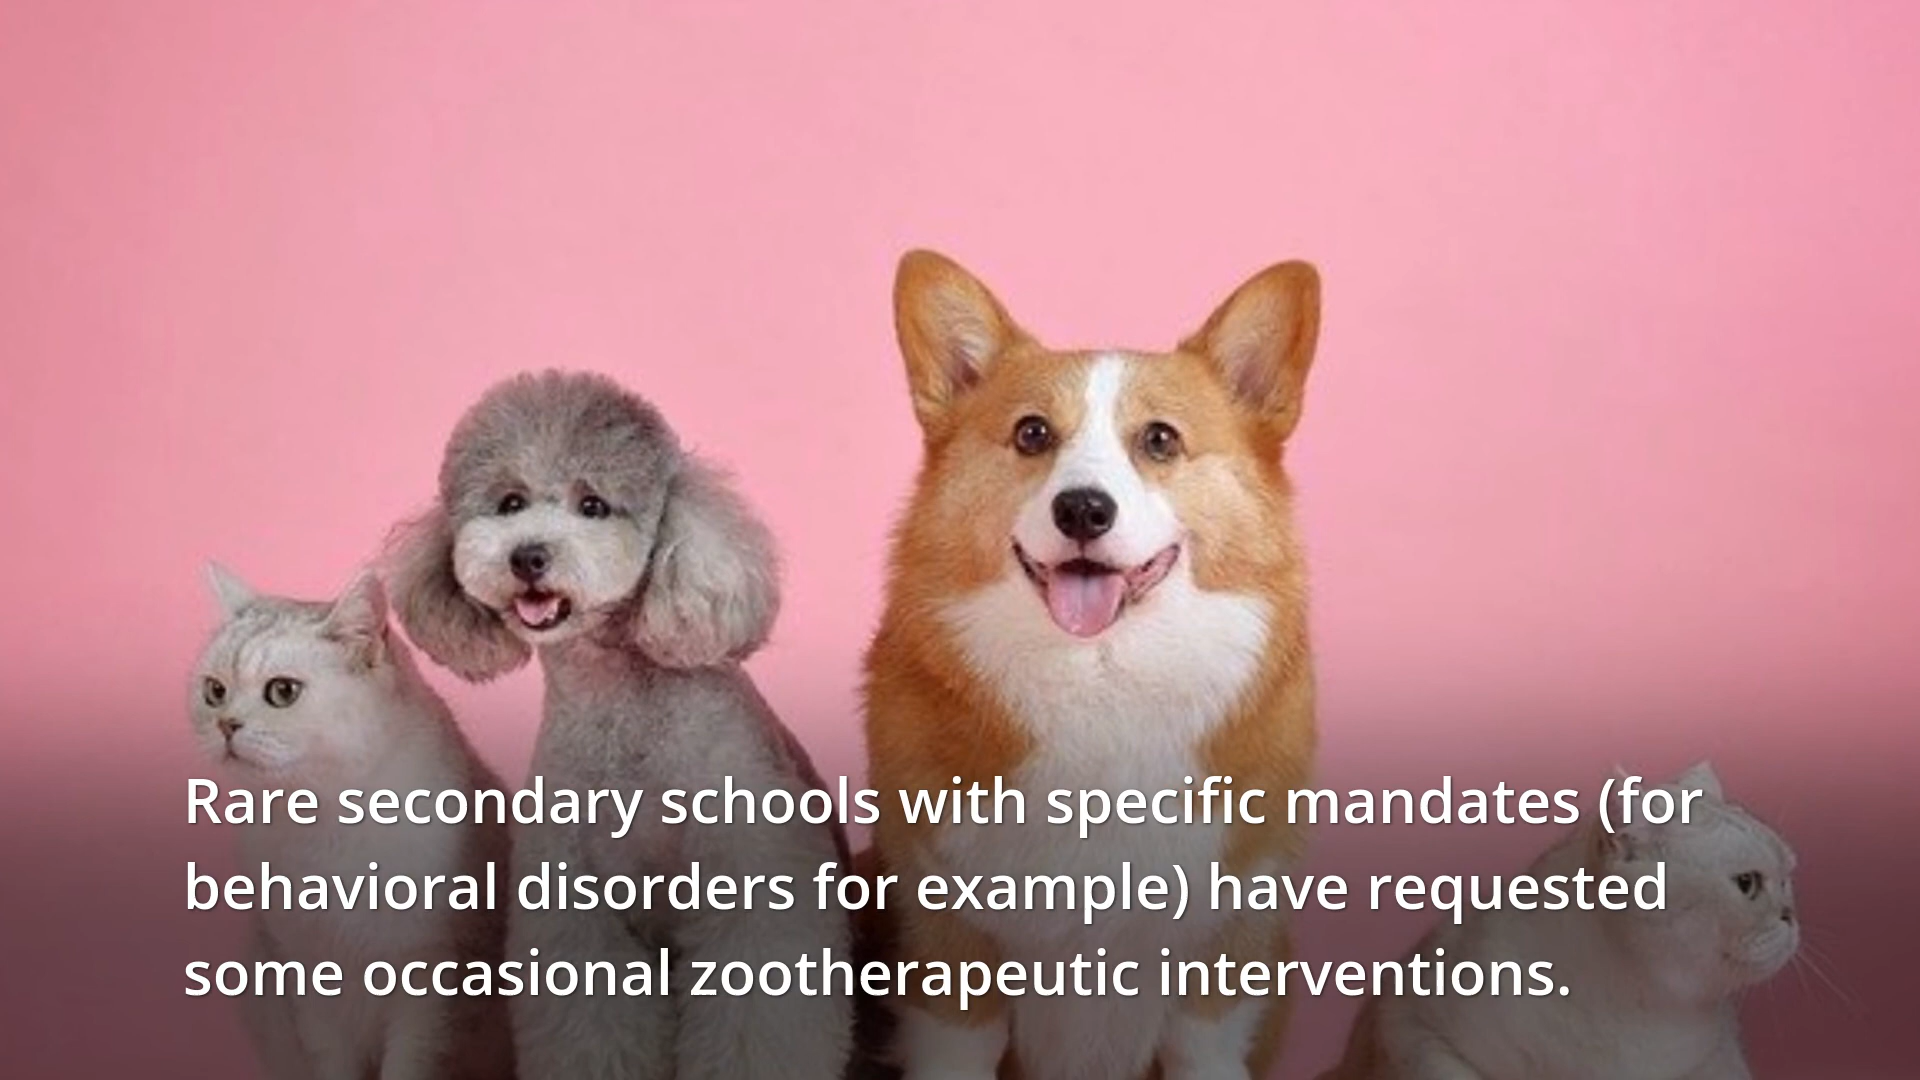 Rare secondary schools with specific mandates (for
behavioral disorders for example) have requested
some occasional zootherapeutic interventions.